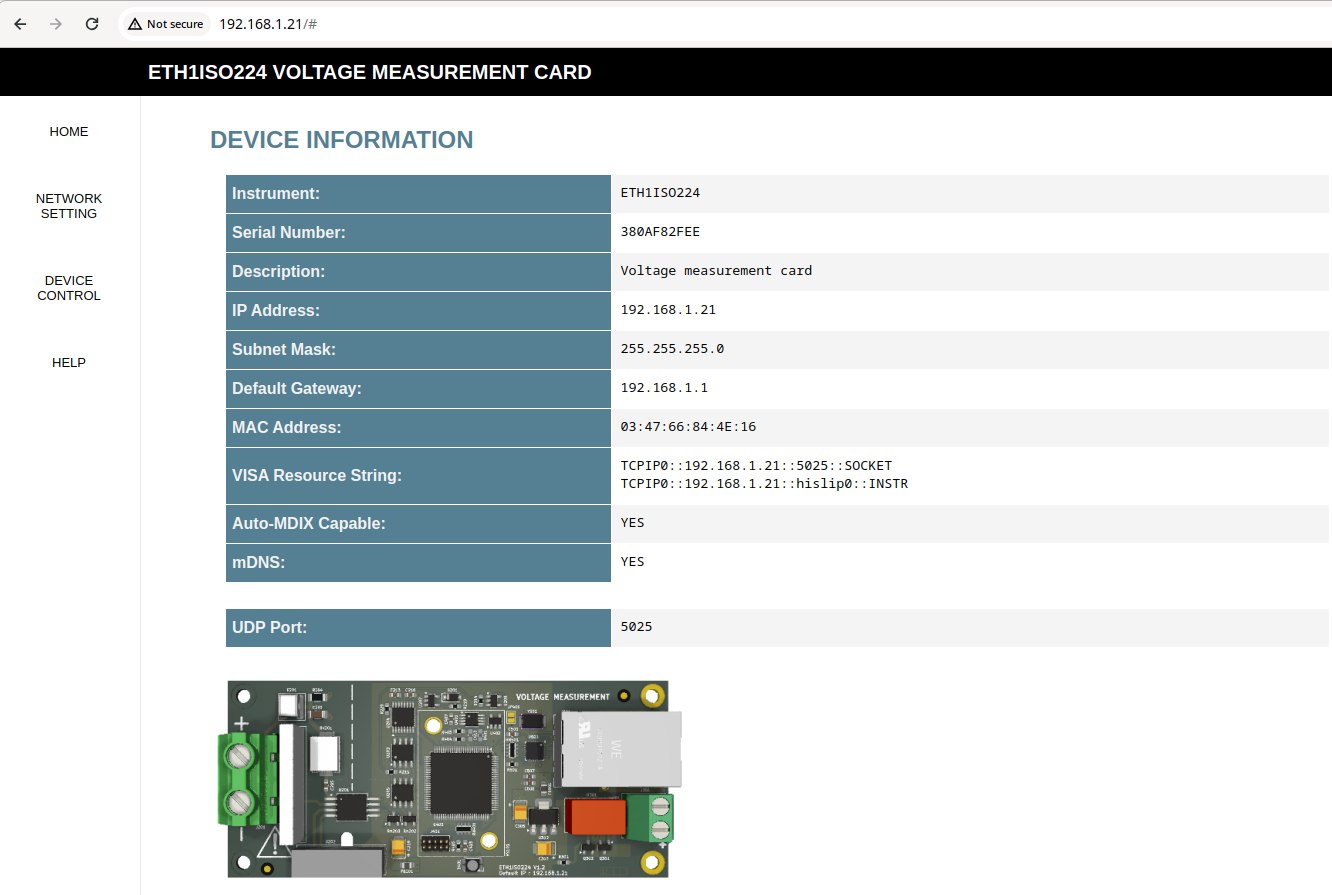 Not secure 192.168.1.21/#
ETH1ISO224 VOLTAGE MEASUREMENT CARD
HOME
NETWORK
SETTING
DEVICE
CONTROL
HELP
DEVICE INFORMATION
Instrument: ETH1ISO224
Serial Number: 380AF82FEE
Description: Voltage measurement card
IP Address: 192.168.1.21
Subnet Mask: 255.255.255.0
Default Gateway: 192.168.1.1
MAC Address: 03:47:66:84:4E:16
VISA Resource String: TCPIP0::192.168.1.21::5025::SOCKET
TCPIP0::192.168.1.21::hislip0::INSTR
Auto-MDIX Capable: YES
mDNS: YES
UDP Port: 5025
VOLTAGE MEASUREMENT
WE
ETH1ISO224 V1.2
Default IP : 192.168.1.21